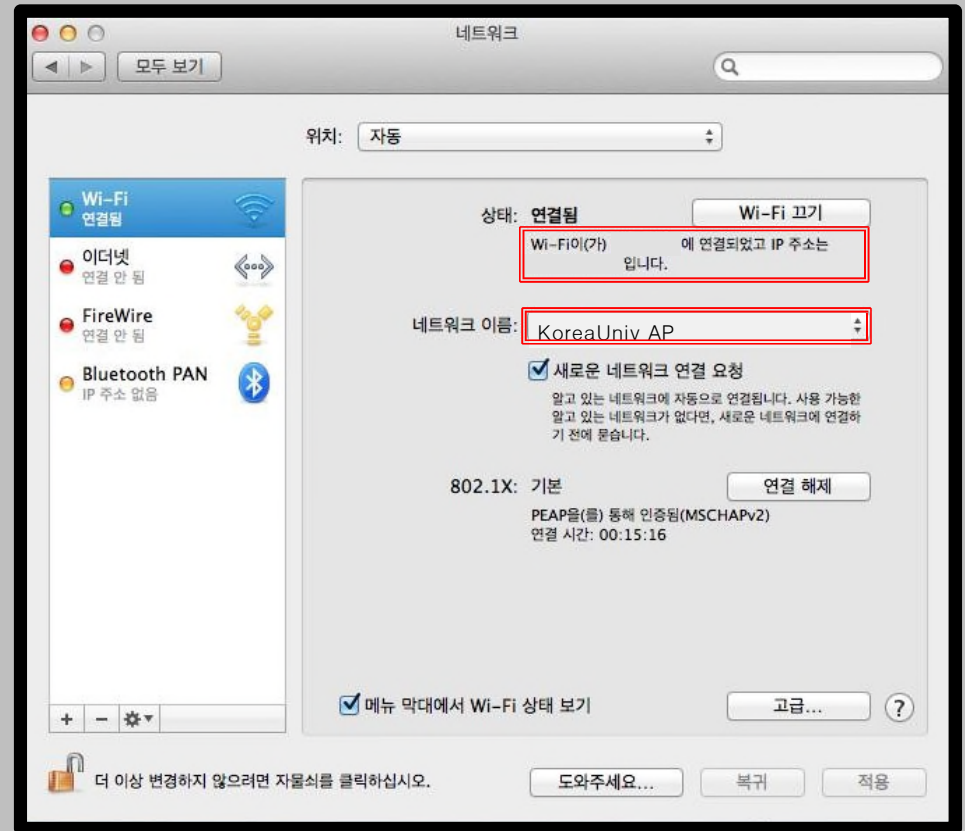 네트워크
모두 보기
위치: 자동
Wi-Fi
연결됨
이더넷
연결 안 됨
FireWire
연결 안 됨
Bluetooth PAN
IP 주소 없음
상태: 연결됨
Wi-Fi 끄기
Wi-Fi이(가) 에 연결되었고 IP 주소는
입니다.
네트워크 이름: KoreaUniv AP
새로운 네트워크 연결 요청
알고 있는 네트워크에 자동으로 연결됩니다. 사용 가능한
알고 있는 네트워크가 없다면, 새로운 네트워크에 연결하
기 전에 묻습니다.
802.1X: 기본
연결 해제
PEAP을(를) 통해 인증됨(MSCHAPv2)
연결 시간: 00:15:16
메뉴 막대에서 Wi-Fi 상태 보기
고급...
?
더 이상 변경하지 않으려면 자물쇠를 클릭하십시오.
도와주세요...
복귀
적용